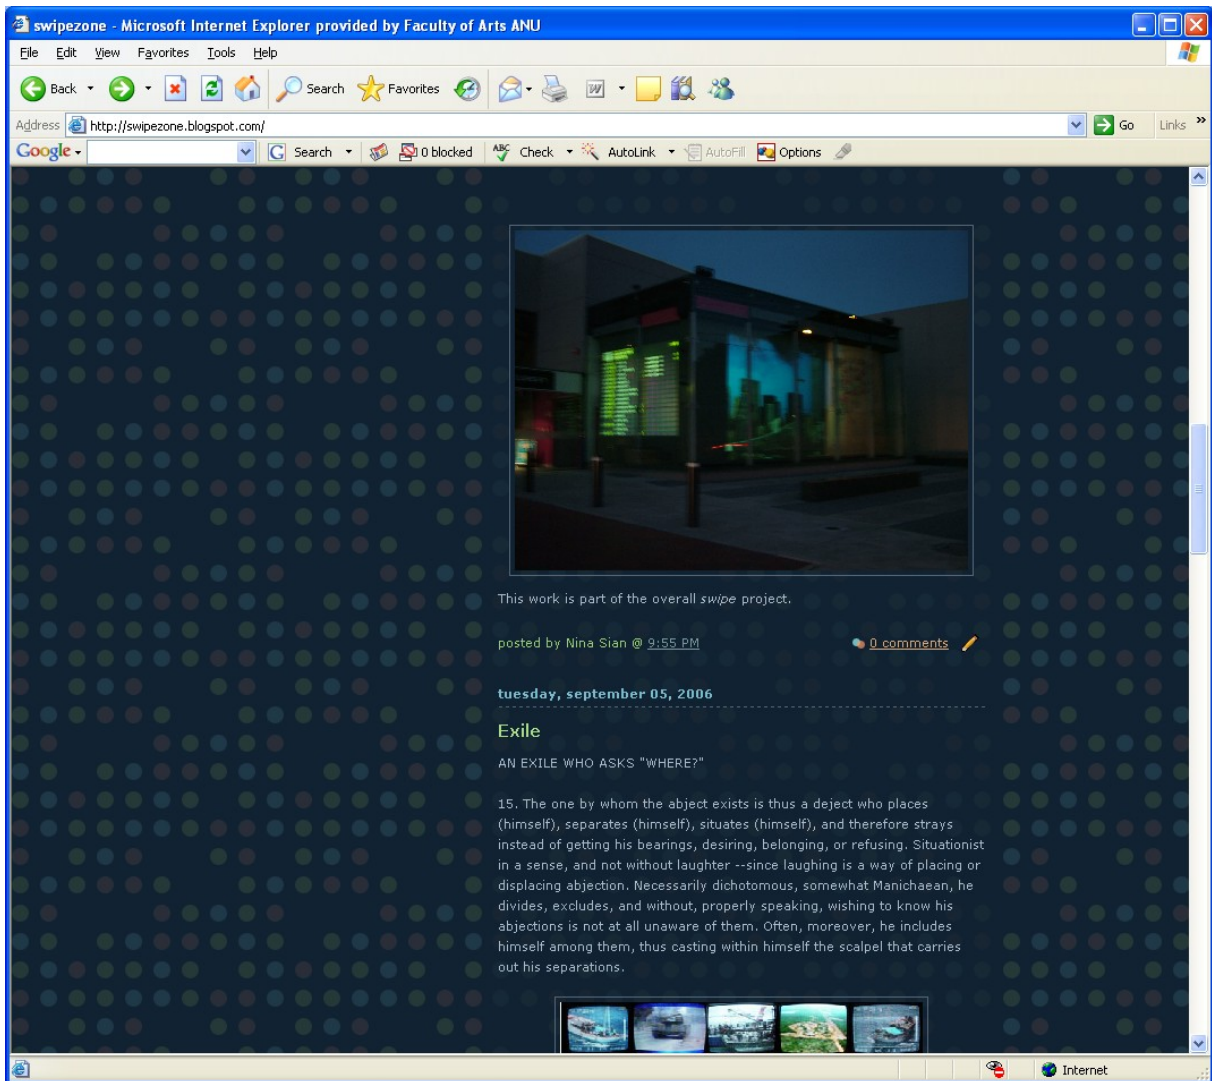 swipezone - Microsoft Internet Explorer provided by Faculty of Arts ANU
File Edit View Favorites Tools Help
Back Search Favorites W
Address http://swipezone.blogspot.com/ Go Links »
Google G Search 0 blocked ABC Check AutoLink AutoFill Options
This work is part of the overall swipe project.
posted by Nina Sian @ 9:55 PM 0 comments
tuesday, september 05, 2006
Exile
AN EXILE WHO ASKS "WHERE?"
15. The one by whom the abject exists is thus a deject who places
(himself), separates (himself), situates (himself), and therefore strays
instead of getting his bearings, desiring, belonging, or refusing. Situationist
in a sense, and not without laughter --since laughing is a way of placing or
displacing abjection. Necessarily dichotomous, somewhat Manichaean, he
divides, excludes, and without, properly speaking, wishing to know his
abjections is not at all unaware of them. Often, moreover, he includes
himself among them, thus casting within himself the scalpel that carries
out his separations.
Internet